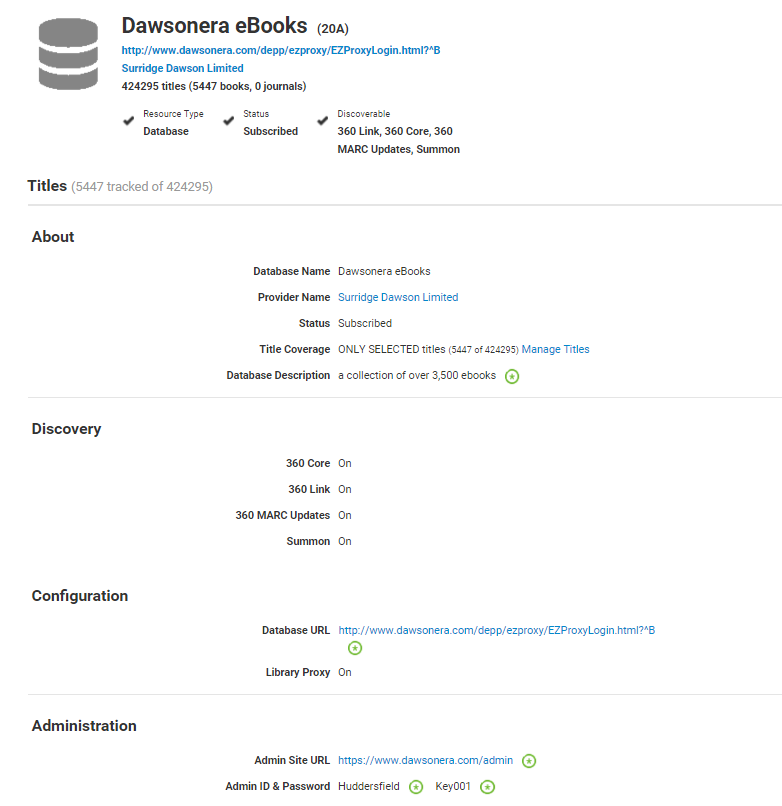 Dawsonera eBooks (20A)
http://www.dawsonera.com/depp/ezproxy/EZProxyLogin.html?^B
Surridge Dawson Limited
424295 titles (5447 books, 0 journals)
Resource Type Status Discoverable
Database Subscribed 360 Link, 360 Core, 360
MARC Updates, Summon
Titles (5447 tracked of 424295)
About
Database Name Dawsonera eBooks
Provider Name Surridge Dawson Limited
Status Subscribed
Title Coverage ONLY SELECTED titles (5447 of 424295) Manage Titles
Database Description a collection of over 3,500 ebooks
Discovery
360 Core On
360 Link On
360 MARC Updates On
Summon On
Configuration
Database URL http://www.dawsonera.com/depp/ezproxy/EZProxyLogin.html?^B
Library Proxy On
Administration
Admin Site URL https://www.dawsonera.com/admin
Admin ID & Password Huddersfield Key001